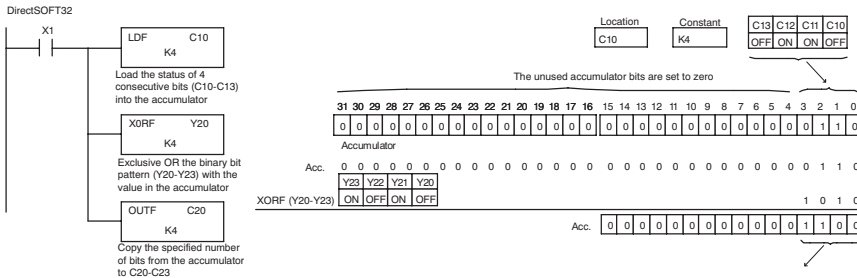 DirectSOFT32
X1
LDF C10
K4
Load the status of 4
consecutive bits (C10-C13)
into the accumulator
X0RF Y20
K4
Exclusive OR the binary bit
pattern (Y20-Y23) with the
value in the accumulator
OUTF C20
K4
Copy the specified number
of bits from the accumulator
to C20-C23
Location Constant
C10 K4
C13 C12 C11 C10
OFF ON ON OFF
The unused accumulator bits are set to zero
31 30 29 28 27 26 25 24 23 22 21 20 19 18 17 16 15 14 13 12 11 10 9 8 7 6 5 4 3 2 1 0
0 0 0 0 0 0 0 0 0 0 0 0 0 0 0 0 0 0 0 0 0 0 0 0 0 0 0 0 0 1 1 0
Accumulator
Acc. 0 0 0 0 0 0 0 0 0 0 0 0 0 0 0 0 0 0 0 0 0 0 0 0 0 0 0 0 0 1 1 0
Y23 Y22 Y21 Y20
XORF (Y20-Y23) ON OFF ON OFF 1 0 1 0
Acc. 0 0 0 0 0 0 0 0 0 0 0 0 1 1 0 0